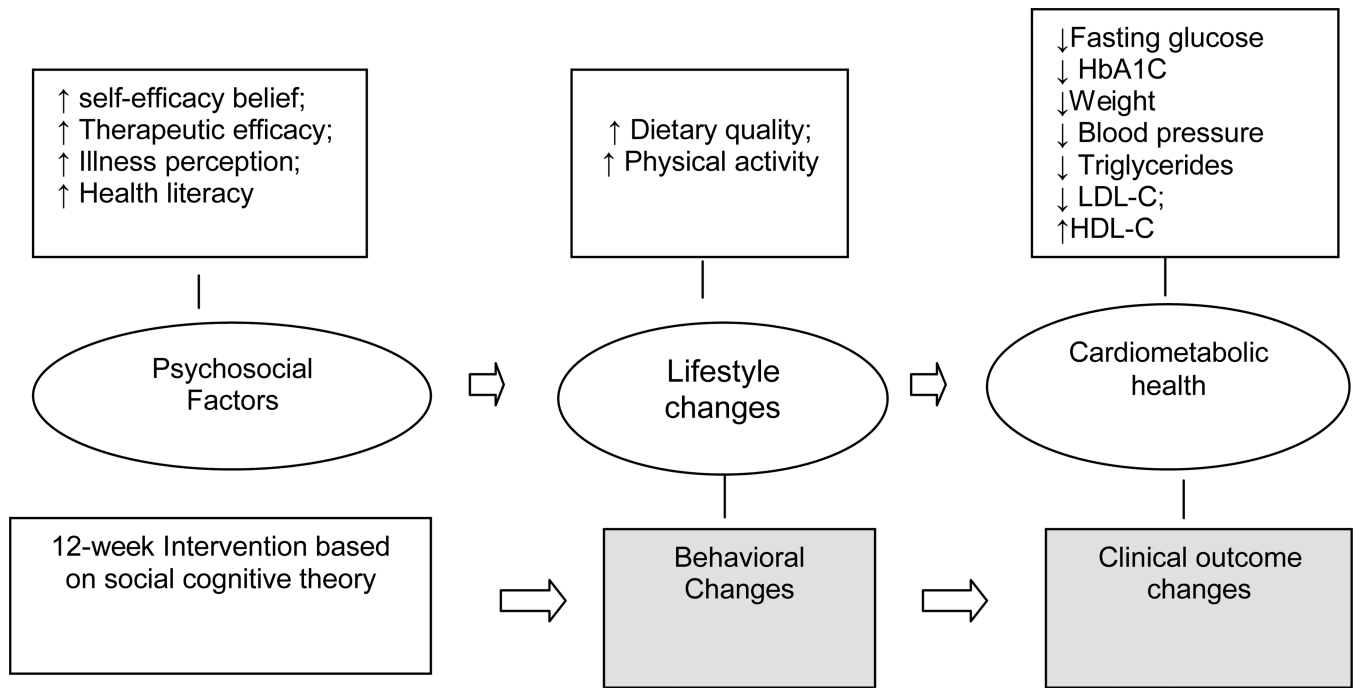 ↑ self-efficacy belief;
↑ Therapeutic efficacy;
↑ Illness perception;
↑ Health literacy
↑ Dietary quality;
↑ Physical activity
↓Fasting glucose
↓ HbA1C
↓Weight
↓ Blood pressure
↓ Triglycerides
↓ LDL-C;
↑HDL-C
Psychosocial
Factors
Lifestyle
changes
Cardiometabolic
health
12-week Intervention based
on social cognitive theory
Behavioral
Changes
Clinical outcome
changes